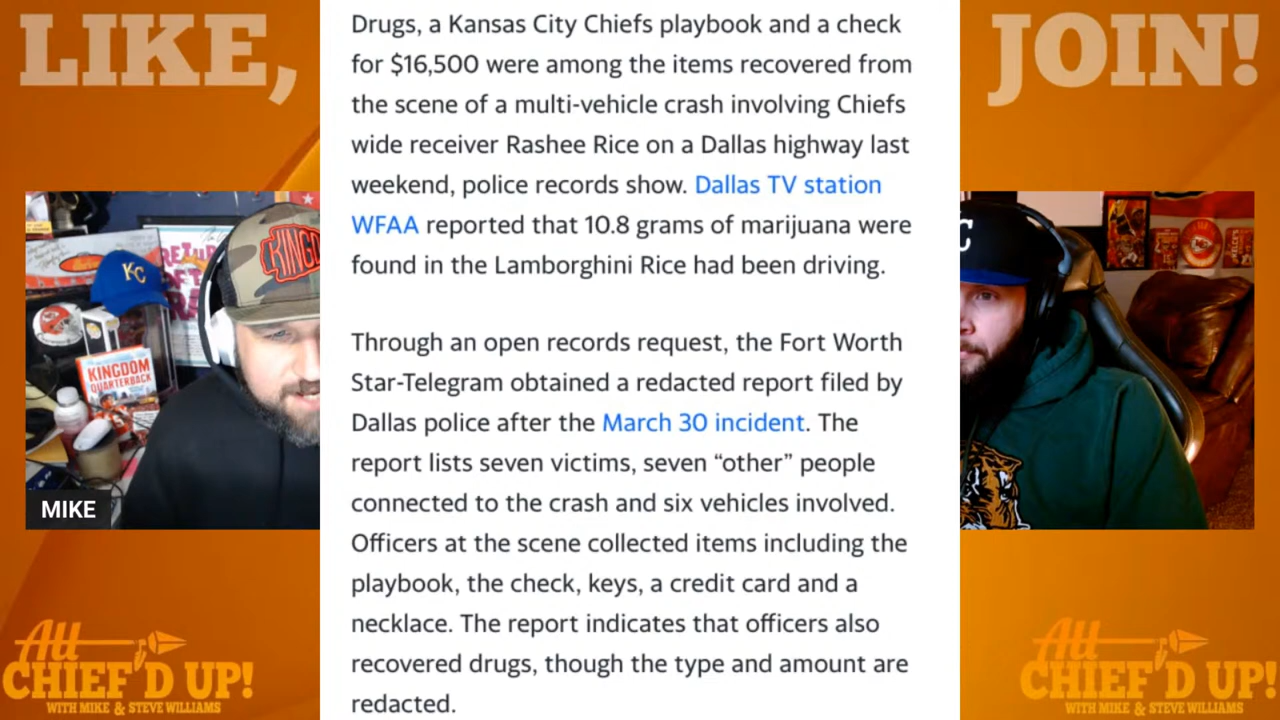 LIKE,
JOIN!
Drugs, a Kansas City Chiefs playbook and a check
for $16,500 were among the items recovered from
the scene of a multi-vehicle crash involving Chiefs
wide receiver Rashee Rice on a Dallas highway last
weekend, police records show. Dallas TV station
WFAA reported that 10.8 grams of marijuana were
found in the Lamborghini Rice had been driving.
Through an open records request, the Fort Worth
Star-Telegram obtained a redacted report filed by
Dallas police after the March 30 incident. The
report lists seven victims, seven “other” people
connected to the crash and six vehicles involved.
Officers at the scene collected items including the
playbook, the check, keys, a credit card and a
necklace. The report indicates that officers also
recovered drugs, though the type and amount are
redacted.
KC
KINGDOM
QUARTERBACK
MIKE
All
CHIEF'D UP!
WITH MIKE & STEVE WILLIAMS
All
CHIEF'D UP!
WITH MIKE & STEVE WILLIAMS